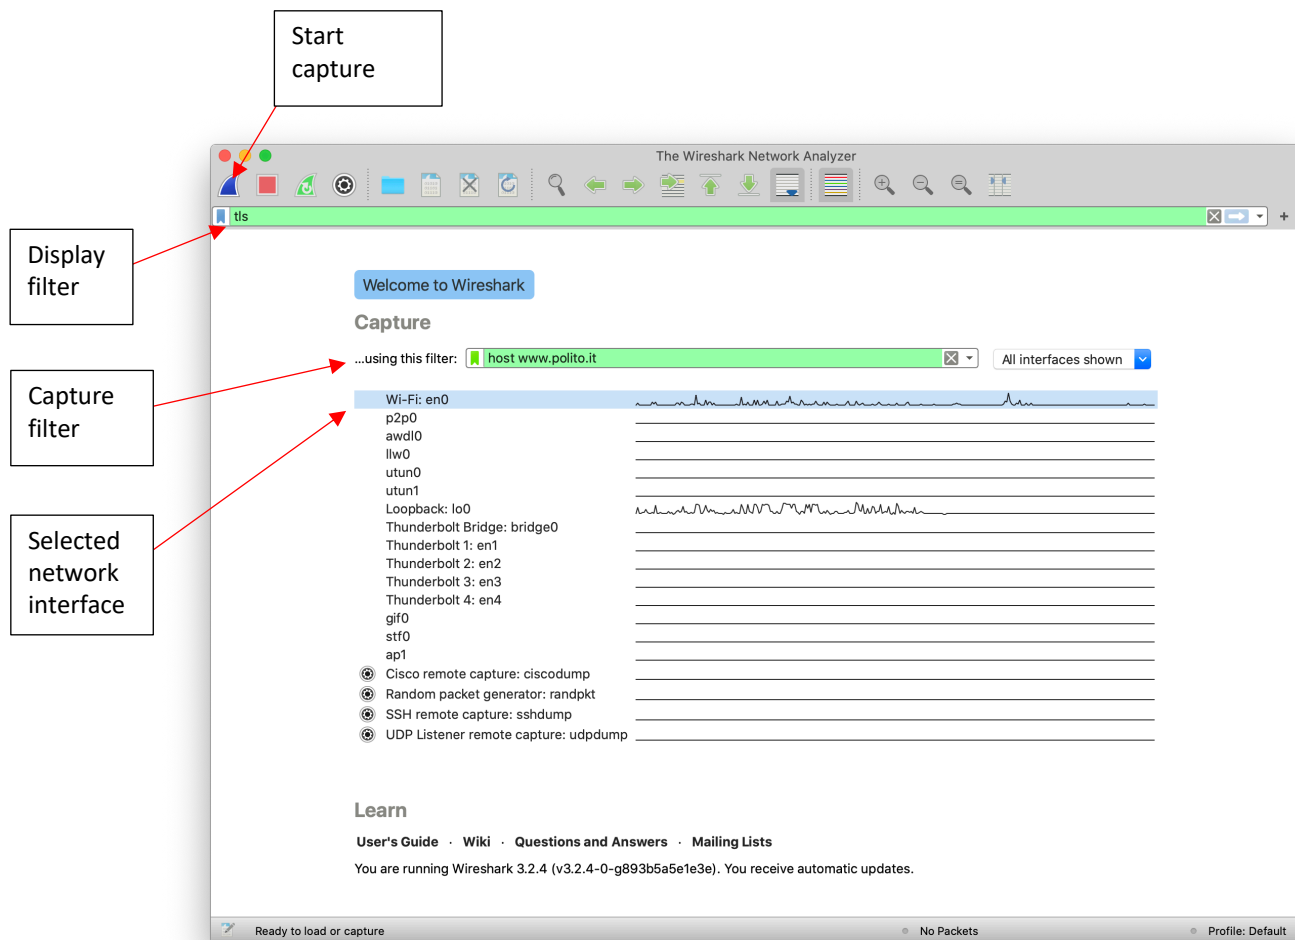 Start
capture
The Wireshark Network Analyzer
tls
+
Display
filter
Welcome to Wireshark
Capture
...using this filter:
host www.polito.it
All interfaces shown
Capture
filter
Wi-Fi: en0
p2p0
awdl0
llw0
utun0
utun1
Loopback: lo0
Thunderbolt Bridge: bridge0
Thunderbolt 1: en1
Thunderbolt 2: en2
Thunderbolt 3: en3
Thunderbolt 4: en4
gif0
stf0
ap1
Cisco remote capture: ciscodump
Random packet generator: randpkt
SSH remote capture: sshdump
UDP Listener remote capture: udpdump
Selected
network
interface
Learn
User's Guide · Wiki · Questions and Answers · Mailing Lists
You are running Wireshark 3.2.4 (v3.2.4-0-g893b5a5e1e3e). You receive automatic updates.
Ready to load or capture
No Packets
Profile: Default